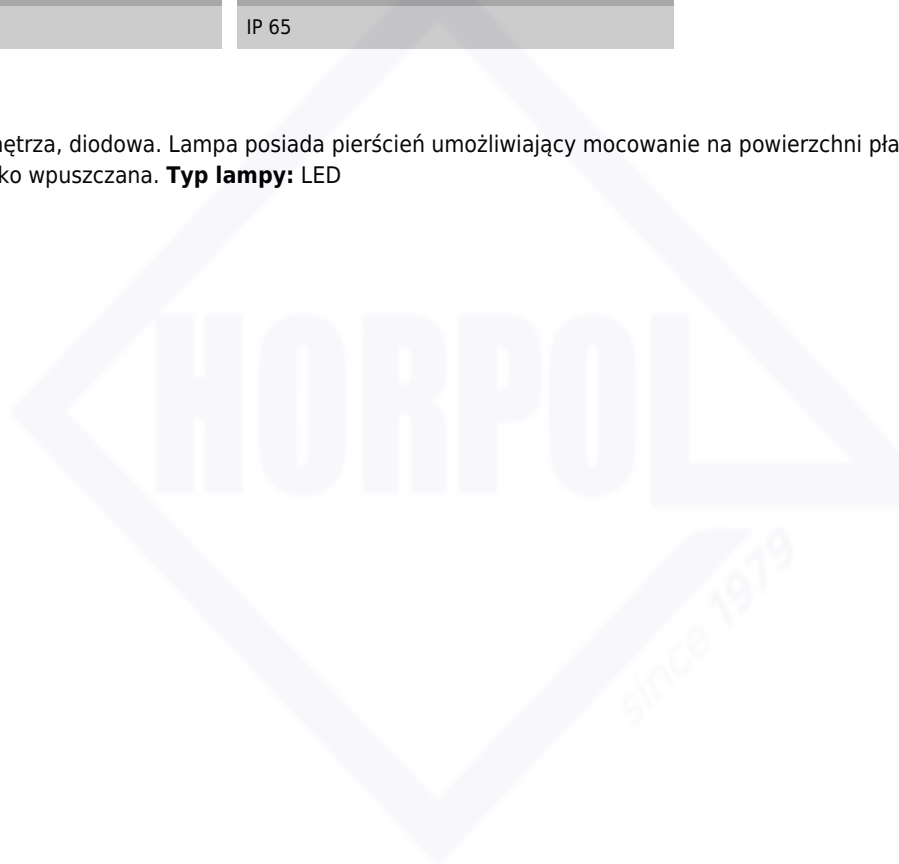 IP 65
nętrza, diodowa. Lampa posiada pierścień umożliwiający mocowanie na powierzchni pła
ko wpuszczana. Typ lampy: LED
HORPOL
since 1979